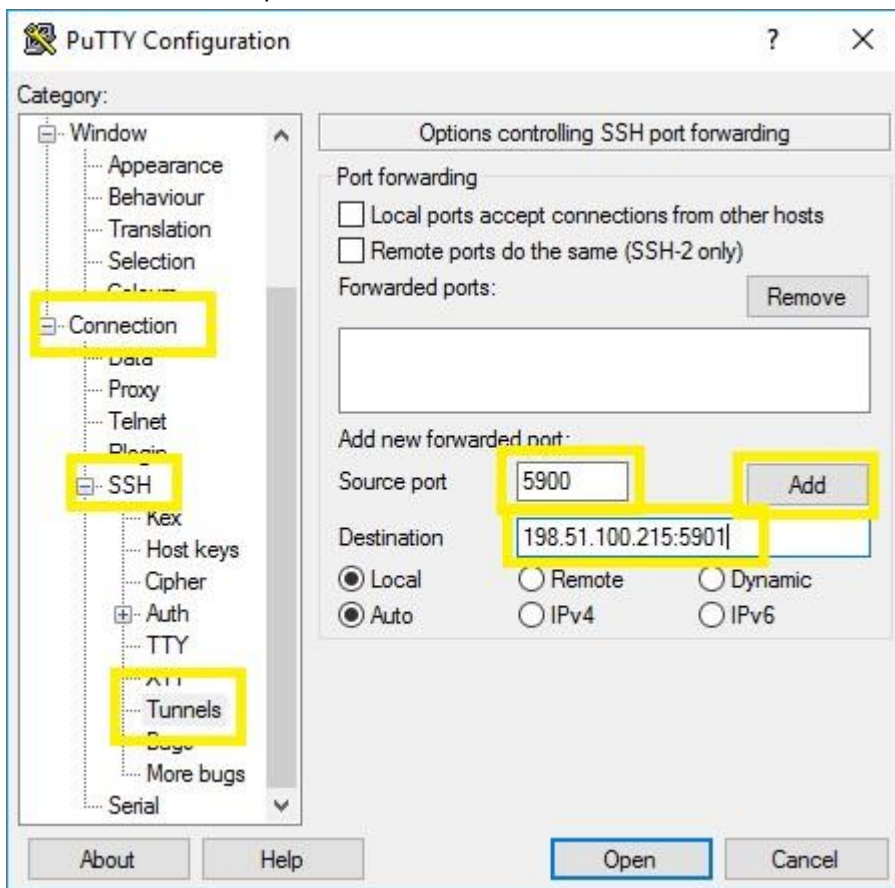 PuTTY Configuration
?
Category:
Window
Appearance
Behaviour
Translation
Selection
Connection
Proxy
Telnet
SSH
Kex
Host keys
Cipher
Auth
TTY
Tunnels
More bugs
Serial
Options controlling SSH port forwarding
Port forwarding
Local ports accept connections from other hosts
Remote ports do the same (SSH-2 only)
Forwarded ports:
Remove
Add new forwarded port:
Source port
5900
Add
Destination
198.51.100.215:5901
Local Remote Dynamic
Auto IPv4 IPv6
About Help Open Cancel